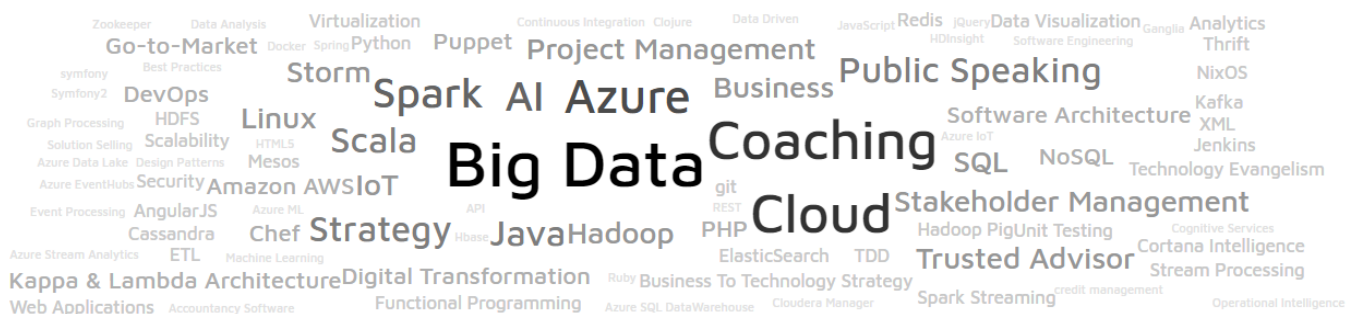 Zookeeper Data Analysis Virtualization Continuous Integration Clojure Data Driven JavaScript Redis jQuery Data Visualization Ganglia Analytics
Go-to-Market Docker Spring Python Puppet Project Management HDInsight Software Engineering Thrift
symfony Best Practices Storm Business Public Speaking NixOS
Symfony2 DevOps Spark AI Azure Kafka
Graph Processing HDFS Linux Software Architecture XML
Solution Selling Scalability HTML5 Scala Coaching Azure IoT Jenkins
Azure Data Lake Design Patterns Mesos Big Data SQL NoSQL Technology Evangelism
Azure EventHubs Security Amazon AWS IoT git
Event Processing AngularJS Azure ML API REST Cloud Stakeholder Management
Cassandra Chef Strategy Hbase Java Hadoop PHP Hadoop Pig Unit Testing Cognitive Services
Azure Stream Analytics ETL Machine Learning ElasticSearch TDD Trusted Advisor Cortana Intelligence
Kappa & Lambda Architecture Digital Transformation Ruby Business To Technology Strategy Stream Processing
Web Applications Accountancy Software Functional Programming Azure SQL DataWarehouse Cloudera Manager Spark Streaming credit management Operational Intelligence